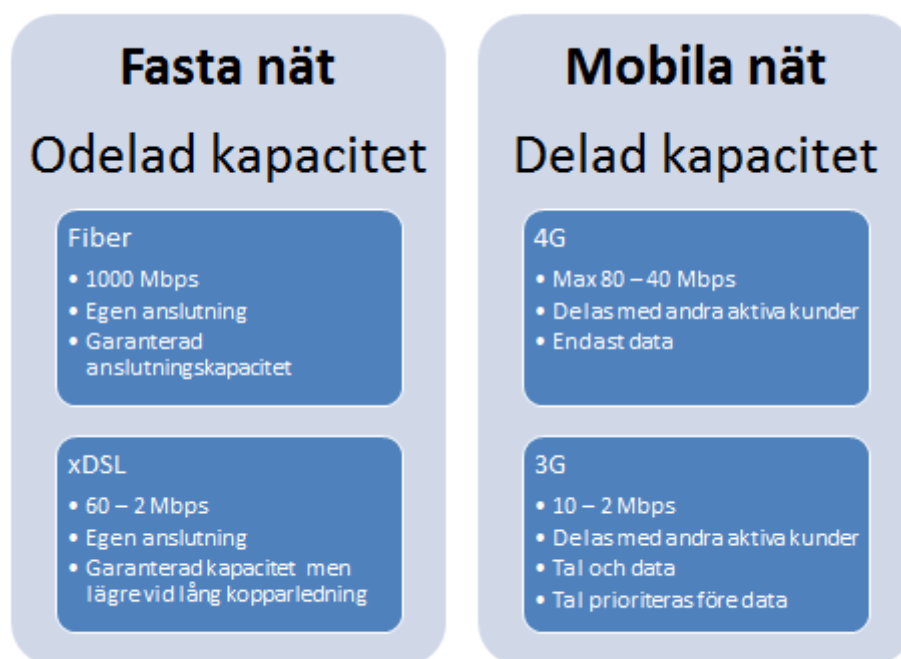 Fasta nät
Odelad kapacitet
Fiber
• 1000 Mbps
• Egen anslutning
• Garanterad
anslutningskapacitet
xDSL
• 60 – 2 Mbps
• Egen anslutning
• Garanterad kapacitet men
lägre vid lång kopparledning
Mobila nät
Delad kapacitet
4G
• Max 80 – 40 Mbps
• Delas med andra aktiva kunder
• Endast data
3G
• 10 – 2 Mbps
• Delas med andra aktiva kunder
• Tal och data
• Tal prioriteras före data